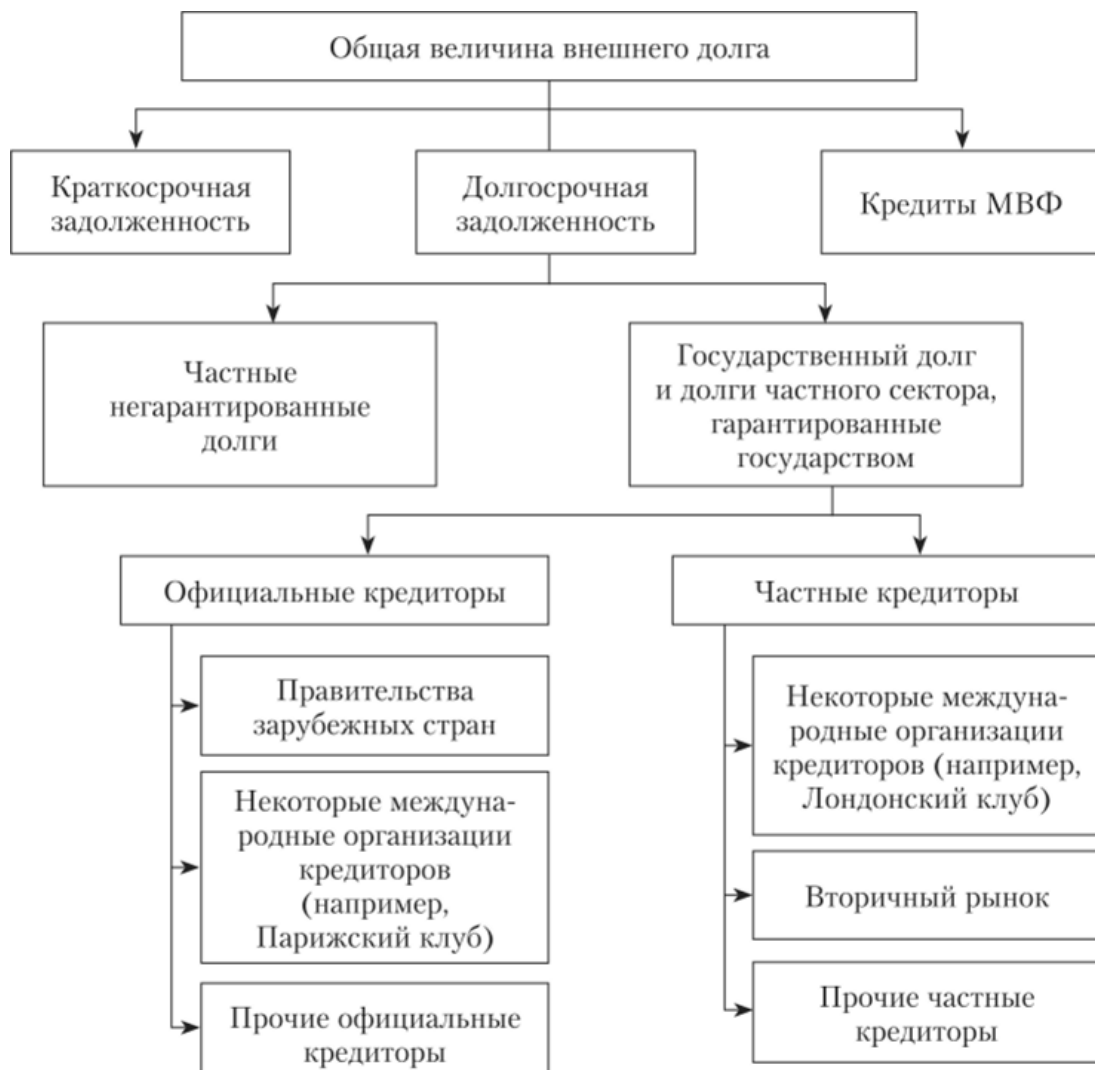 Общая величина внешнего долга
Краткосрочная
задолженность
Долгосрочная
задолженность
Кредиты МВФ
Частные
негарантированные
долги
Государственный долг
и долги частного сектора,
гарантированные
государством
Официальные кредиторы
Правительства
зарубежных стран
Некоторые междуна-
родные организации
кредиторов
(например,
Парижский клуб)
Прочие официальные
кредиторы
Частные кредиторы
Некоторые междуна-
родные организации
кредиторов (например,
Лондонский клуб)
Вторичный рынок
Прочие частные
кредиторы